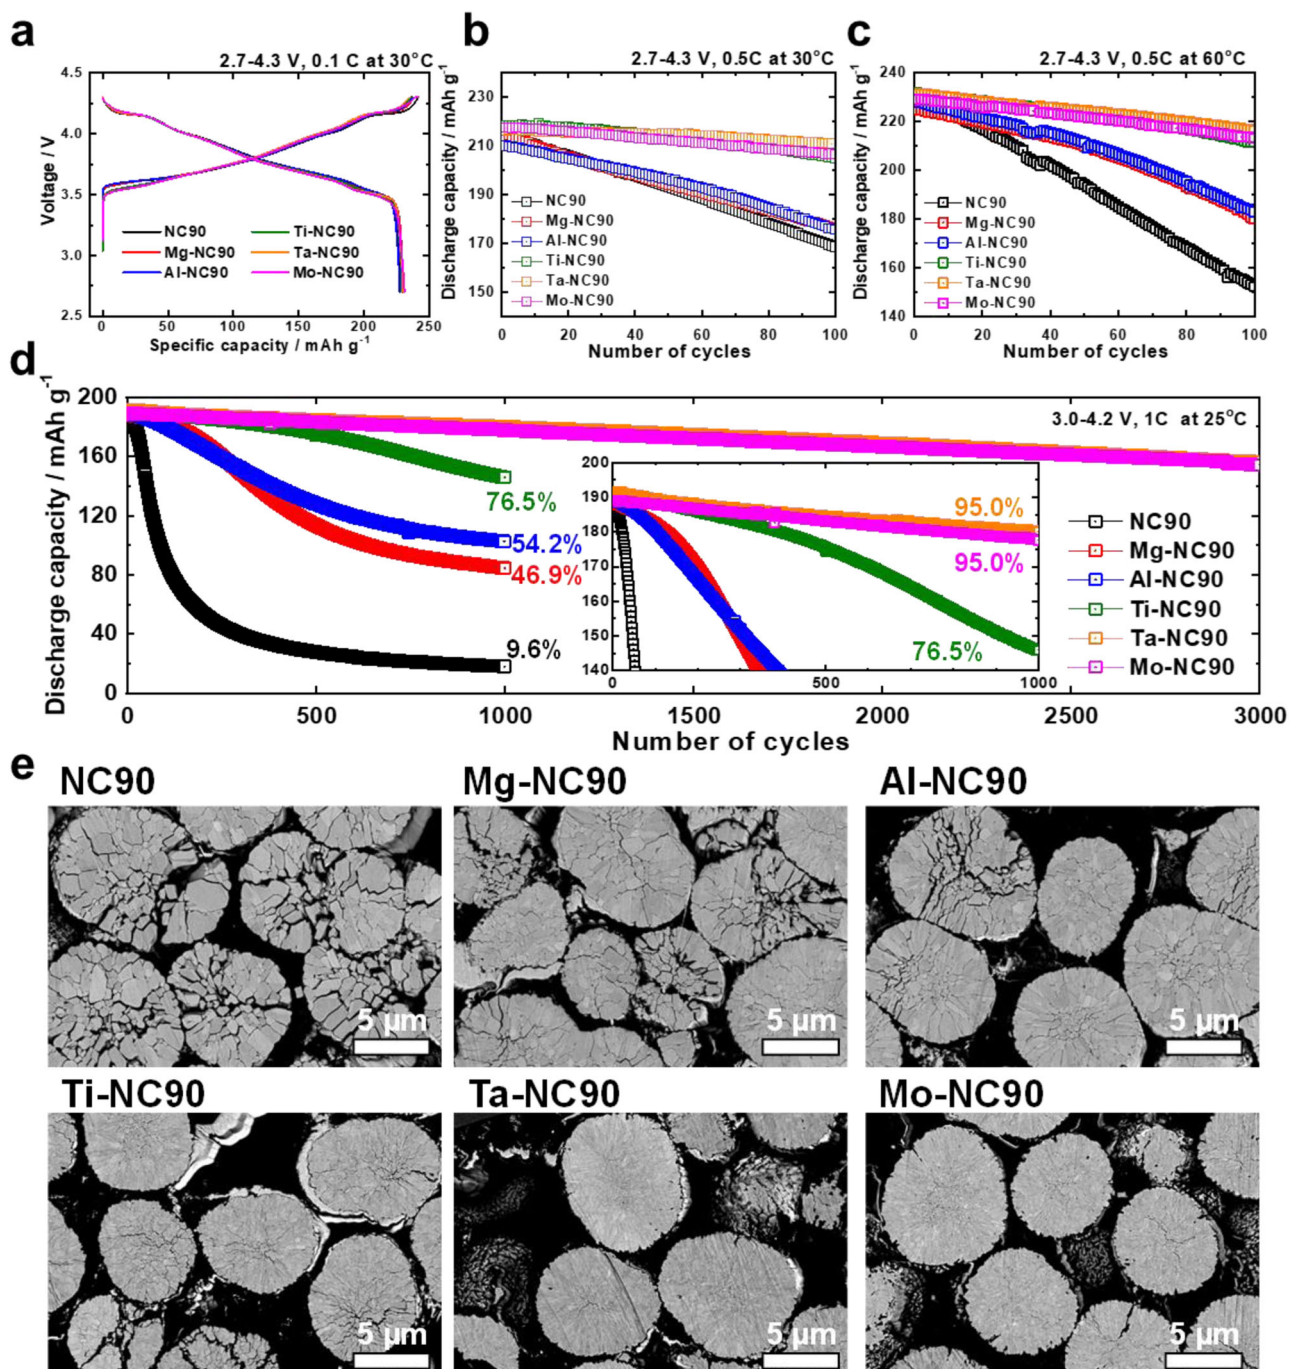 a
2.7-4.3 V, 0.1 C at 30°C
4.5
4.0
3.5
3.0
2.5
Voltage / V
NC90
Mg-NC90
Al-NC90
Ti-NC90
Ta-NC90
Mo-NC90
0 50 100 150 200 250
Specific capacity / mAh g-1
b
2.7-4.3 V, 0.5C at 30°C
230
210
190
170
150
Discharge capacity / mAh g-1
NC90
Mg-NC90
Al-NC90
Ti-NC90
Ta-NC90
Mo-NC90
0 20 40 60 80 100
Number of cycles
c
2.7-4.3 V, 0.5C at 60°C
240
220
200
180
160
140
Discharge capacity / mAh g-1
NC90
Mg-NC90
Al-NC90
Ti-NC90
Ta-NC90
Mo-NC90
0 20 40 60 80 100
Number of cycles
d
3.0-4.2 V, 1C at 25°C
200
160
120
80
40
0
Discharge capacity / mAh g-1
76.5%
54.2%
46.9%
9.6%
200
190
180
170
160
150
140
95.0%
95.0%
76.5%
0 500 1000
NC90
Mg-NC90
Al-NC90
Ti-NC90
Ta-NC90
Mo-NC90
0 500 1000 1500 2000 2500 3000
Number of cycles
e
NC90
Mg-NC90
Al-NC90
5 µm
5 µm
5 µm
Ti-NC90
Ta-NC90
Mo-NC90
5 µm
5 µm
5 µm